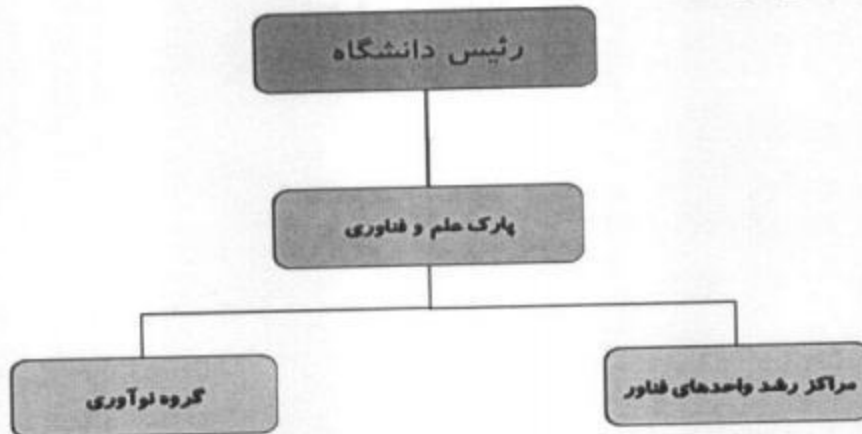 رئیس دانشگاه
پارک علم و فناوری
مراکز رشد واحدهای فناور
گروه نوآوری